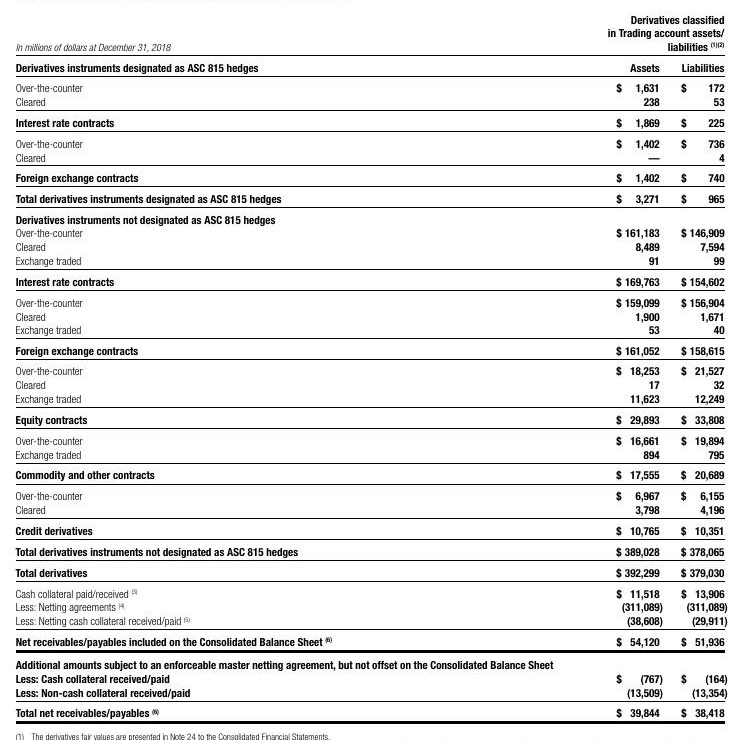 Derivatives classified
in Trading account assets/
In millions of dollars at December 31, 2018 liabilities (1)(2)
Derivatives instruments designated as ASC 815 hedges Assets Liabilities
Over-the-counter $ 1,631 $ 172
Cleared 238 53
Interest rate contracts $ 1,869 $ 225
Over-the-counter $ 1,402 $ 736
Cleared — 4
Foreign exchange contracts $ 1,402 $ 740
Total derivatives instruments designated as ASC 815 hedges $ 3,271 $ 965
Derivatives instruments not designated as ASC 815 hedges
Over-the-counter $ 161,183 $ 146,909
Cleared 8,489 7,594
Exchange traded 91 99
Interest rate contracts $ 169,763 $ 154,602
Over-the-counter $ 159,099 $ 156,904
Cleared 1,900 1,671
Exchange traded 53 40
Foreign exchange contracts $ 161,052 $ 158,615
Over-the-counter $ 18,253 $ 21,527
Cleared 17 32
Exchange traded 11,623 12,249
Equity contracts $ 29,893 $ 33,808
Over-the-counter $ 16,661 $ 19,894
Exchange traded 894 795
Commodity and other contracts $ 17,555 $ 20,689
Over-the-counter $ 6,967 $ 6,155
Cleared 3,798 4,196
Credit derivatives $ 10,765 $ 10,351
Total derivatives instruments not designated as ASC 815 hedges $ 389,028 $ 378,065
Total derivatives $ 392,299 $ 379,030
Cash collateral paid/received (3) $ 11,518 $ 13,906
Less: Netting agreements (4) (311,089) (311,089)
Less: Netting cash collateral received/paid (5) (38,608) (29,911)
Net receivables/payables included on the Consolidated Balance Sheet (6) $ 54,120 $ 51,936
Additional amounts subject to an enforceable master netting agreement, but not offset on the Consolidated Balance Sheet
Less: Cash collateral received/paid $ (767) $ (164)
Less: Non-cash collateral received/paid (13,509) (13,354)
Total net receivables/payables (6) $ 39,844 $ 38,418
(1) The derivatives fair values are presented in Note 24 to the Consolidated Financial Statements.